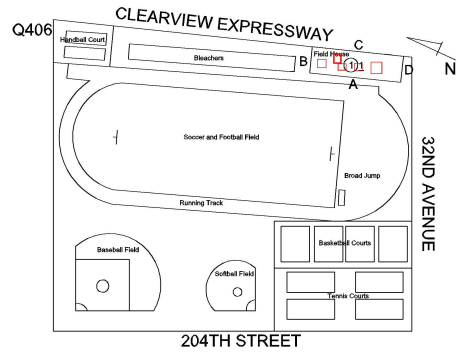 CLEARVIEW EXPRESSWAY
Q406
Handball Court
Bleachers
B
Field House
C
11
A
D
N
Soccer and Football Field
32ND AVENUE
Broad Jump
Running Track
Baseball Field
Softball Field
Basketball Courts
Tennis Courts
204TH STREET